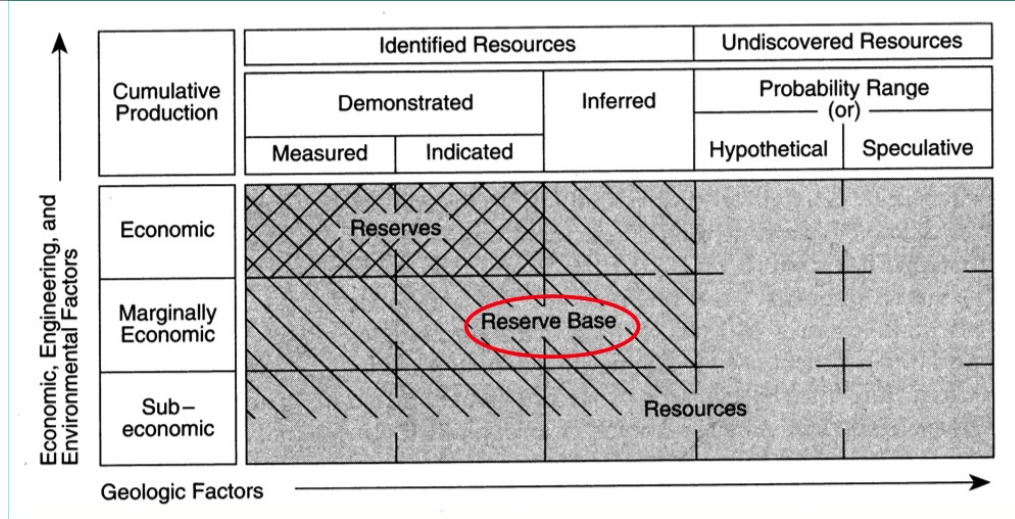 Economic, Engineering, and
Environmental Factors
Cumulative
Production
Identified Resources
Undiscovered Resources
Demonstrated
Inferred
Probability Range
(or)
Measured
Indicated
Hypothetical
Speculative
Economic
Reserves
Marginally
Economic
Reserve Base
Sub–
economic
Resources
Geologic Factors